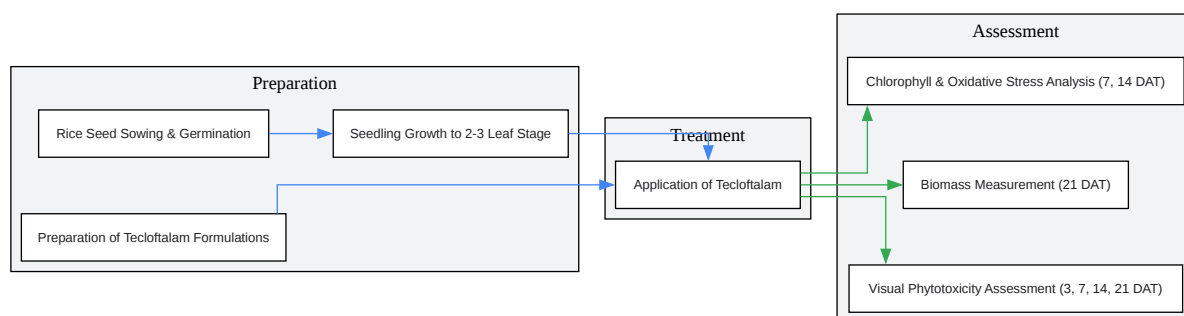 Preparation
Rice Seed Sowing & Germination
Seedling Growth to 2-3 Leaf Stage
Preparation of Tecloftalam Formulations
Treatment
Application of Tecloftalam
Assessment
Chlorophyll & Oxidative Stress Analysis (7, 14 DAT)
Biomass Measurement (21 DAT)
Visual Phytotoxicity Assessment (3, 7, 14, 21 DAT)